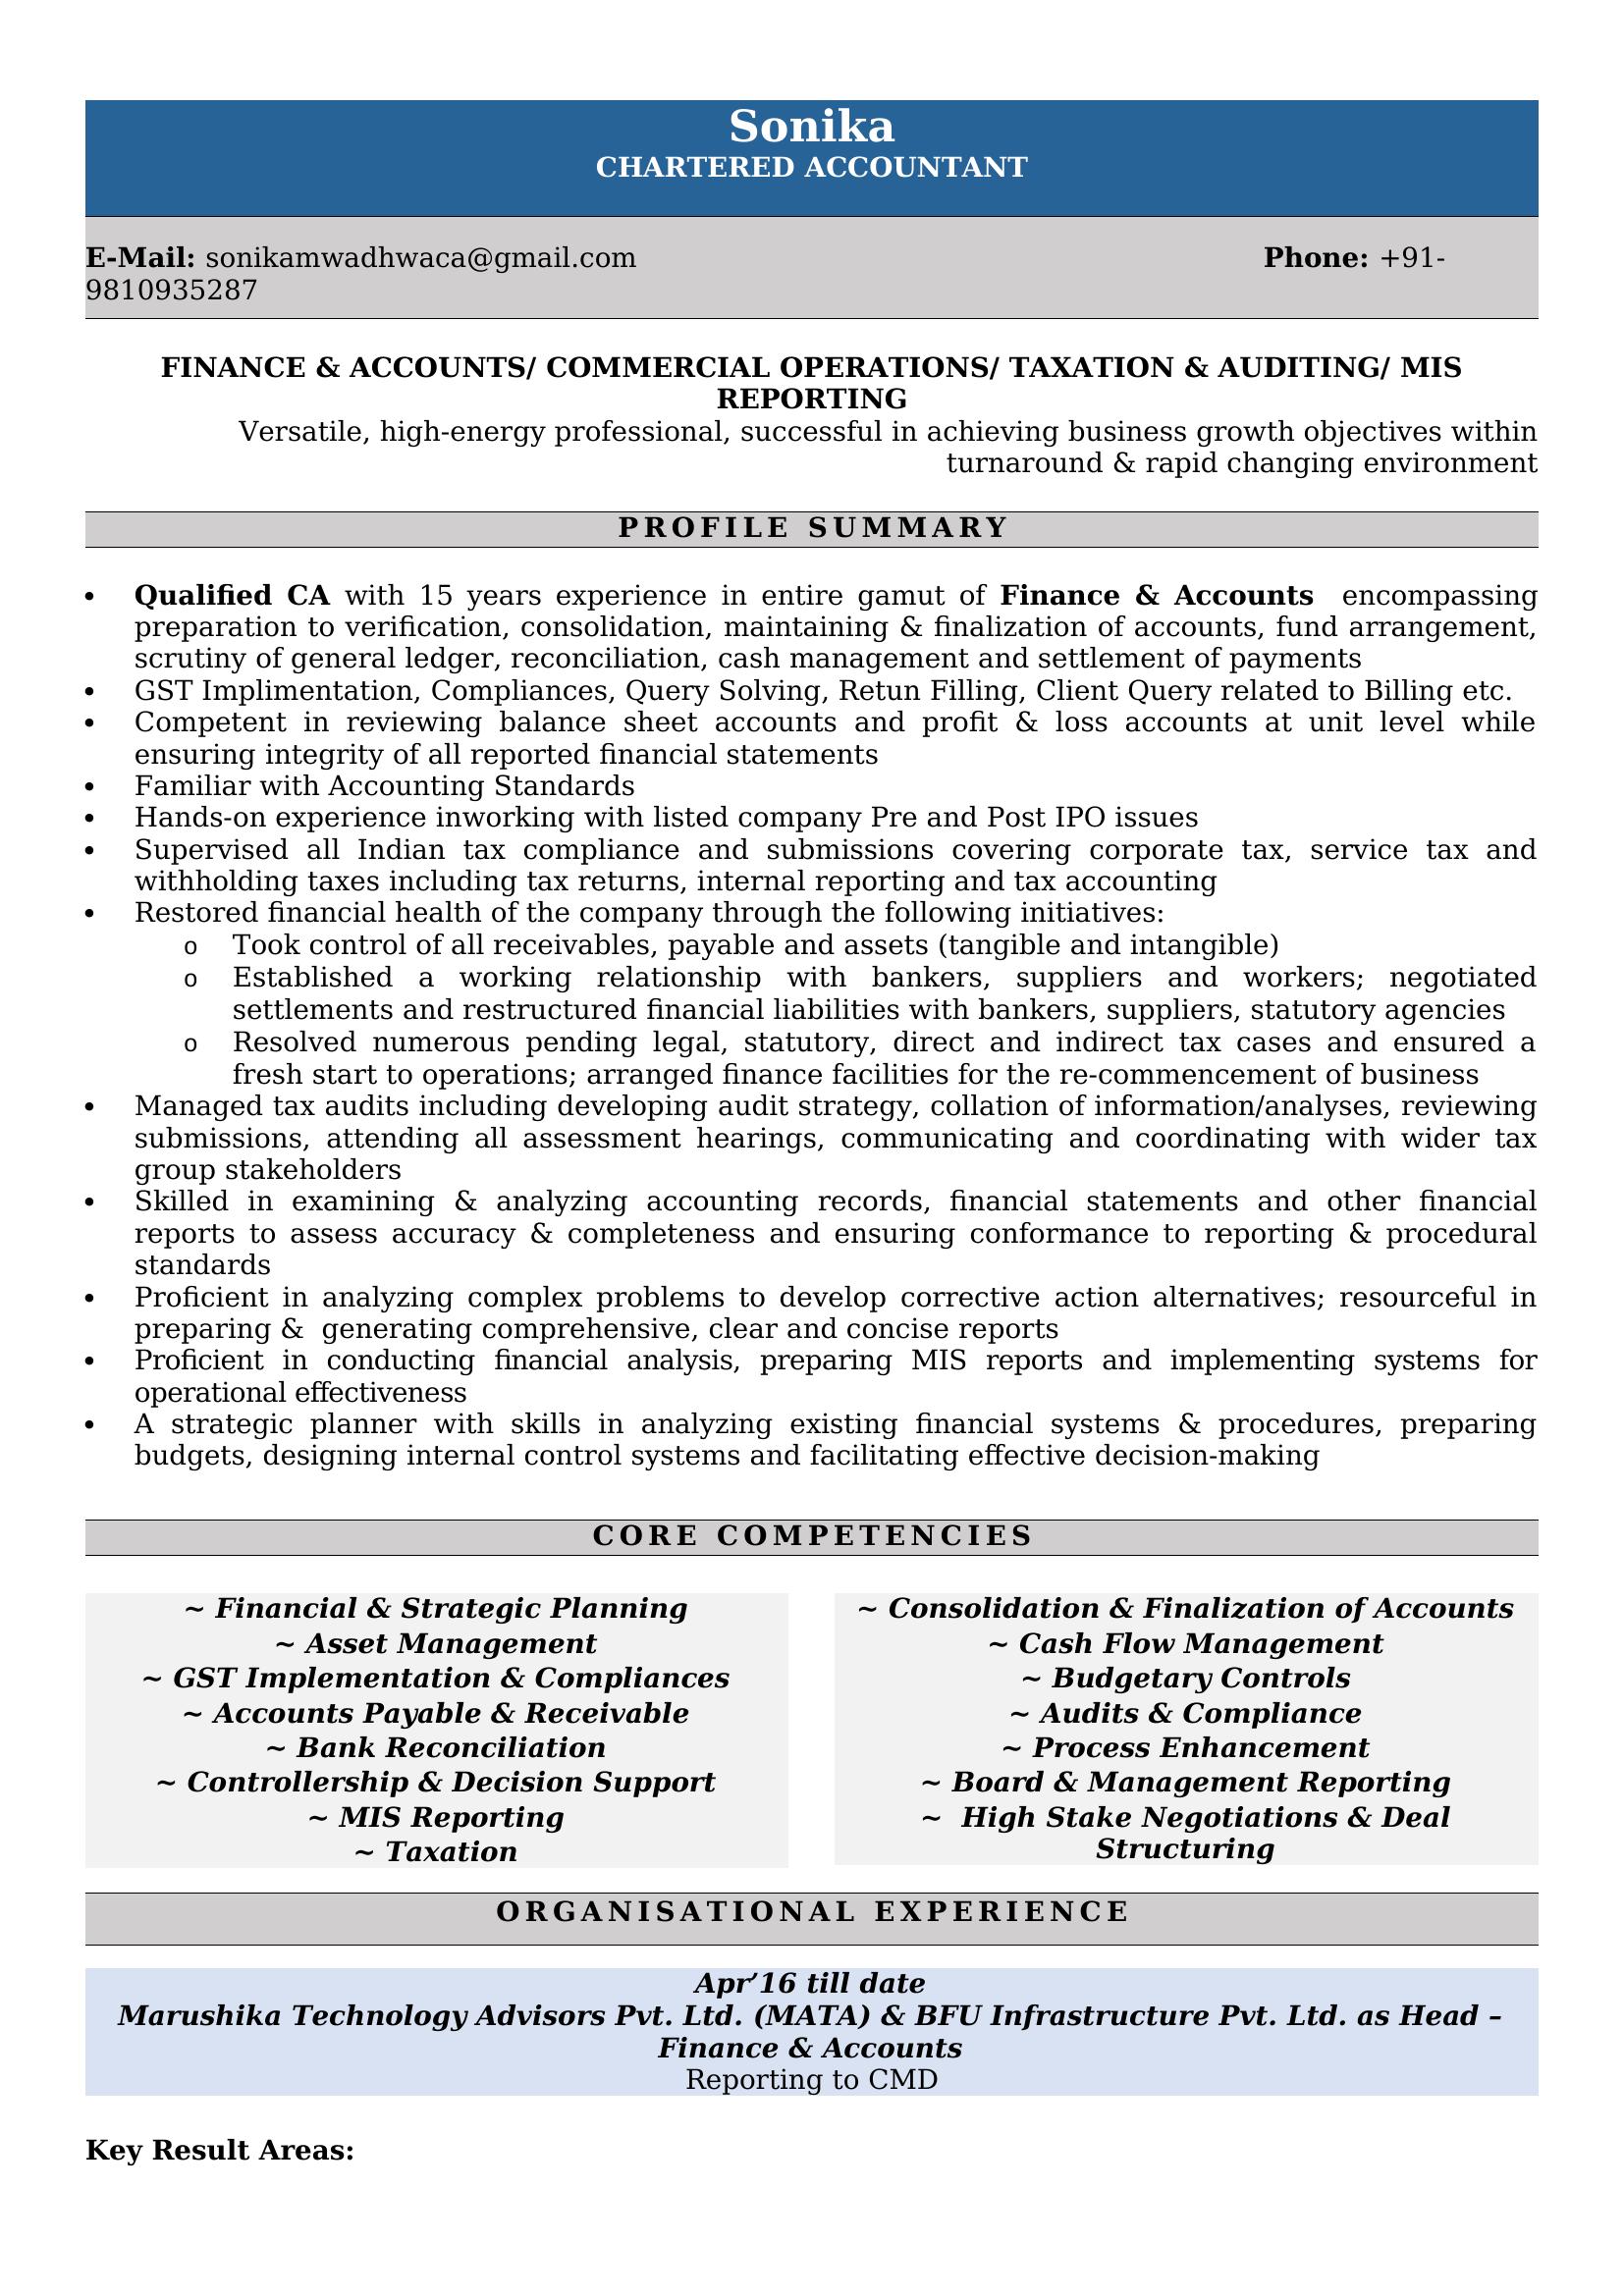 Sonika
CHARTERED ACCOUNTANT
E-Mail: sonikamwadhwaca@gmail.com Phone: +91-
9810935287
FINANCE & ACCOUNTS/ COMMERCIAL OPERATIONS/ TAXATION & AUDITING/ MIS
REPORTING
Versatile, high-energy professional, successful in achieving business growth objectives within
turnaround & rapid changing environment
PROFILE SUMMARY
• Qualified CA with 15 years experience in entire gamut of Finance & Accounts encompassing
preparation to verification, consolidation, maintaining & finalization of accounts, fund arrangement,
scrutiny of general ledger, reconciliation, cash management and settlement of payments
• GST Implimentation, Compliances, Query Solving, Retun Filling, Client Query related to Billing etc.
• Competent in reviewing balance sheet accounts and profit & loss accounts at unit level while
ensuring integrity of all reported financial statements
• Familiar with Accounting Standards
• Hands-on experience inworking with listed company Pre and Post IPO issues
• Supervised all Indian tax compliance and submissions covering corporate tax, service tax and
withholding taxes including tax returns, internal reporting and tax accounting
• Restored financial health of the company through the following initiatives:
o Took control of all receivables, payable and assets (tangible and intangible)
o Established a working relationship with bankers, suppliers and workers; negotiated
settlements and restructured financial liabilities with bankers, suppliers, statutory agencies
o Resolved numerous pending legal, statutory, direct and indirect tax cases and ensured a
fresh start to operations; arranged finance facilities for the re-commencement of business
• Managed tax audits including developing audit strategy, collation of information/analyses, reviewing
submissions, attending all assessment hearings, communicating and coordinating with wider tax
group stakeholders
• Skilled in examining & analyzing accounting records, financial statements and other financial
reports to assess accuracy & completeness and ensuring conformance to reporting & procedural
standards
• Proficient in analyzing complex problems to develop corrective action alternatives; resourceful in
preparing & generating comprehensive, clear and concise reports
• Proficient in conducting financial analysis, preparing MIS reports and implementing systems for
operational effectiveness
• A strategic planner with skills in analyzing existing financial systems & procedures, preparing
budgets, designing internal control systems and facilitating effective decision-making
CORE COMPETENCIES
~ Financial & Strategic Planning
~ Asset Management
~ GST Implementation & Compliances
~ Accounts Payable & Receivable
~ Bank Reconciliation
~ Controllership & Decision Support
~ MIS Reporting
~ Taxation
~ Consolidation & Finalization of Accounts
~ Cash Flow Management
~ Budgetary Controls
~ Audits & Compliance
~ Process Enhancement
~ Board & Management Reporting
~ High Stake Negotiations & Deal
Structuring
ORGANISATIONAL EXPERIENCE
Apr’16 till date
Marushika Technology Advisors Pvt. Ltd. (MATA) & BFU Infrastructure Pvt. Ltd. as Head –
Finance & Accounts
Reporting to CMD
Key Result Areas: